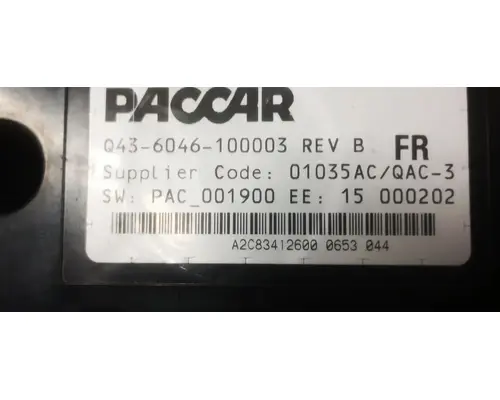 PACCAR
Q43-6046-100003 REV B FR
Supplier Code: 01035AC/QAC-3
SW: PAC_001900 EE: 15 000202
A2C83412600 0653 044